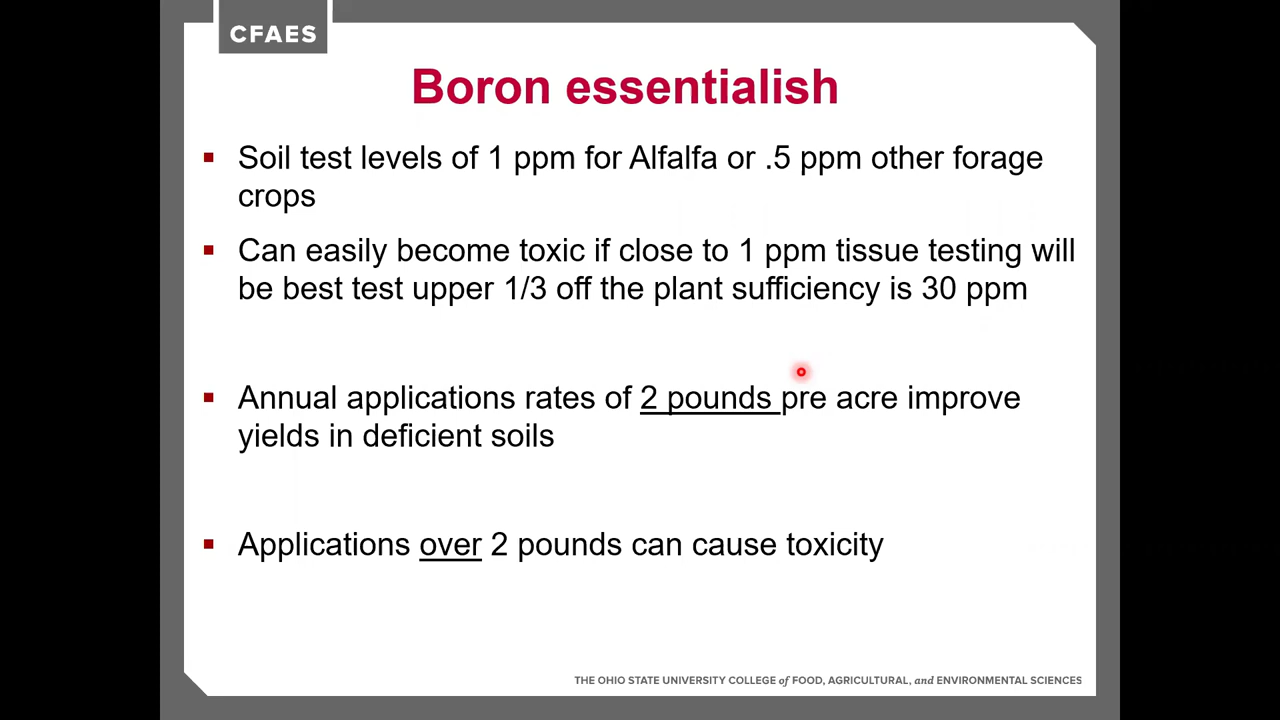 CFAES
Boron essentialish
Soil test levels of 1 ppm for Alfalfa or .5 ppm other forage
crops
Can easily become toxic if close to 1 ppm tissue testing will
be best test upper 1/3 off the plant sufficiency is 30 ppm
Annual applications rates of 2 pounds pre acre improve
yields in deficient soils
Applications over 2 pounds can cause toxicity
THE OHIO STATE UNIVERSITY COLLEGE of FOOD, AGRICULTURAL, and ENVIRONMENTAL SCIENCES